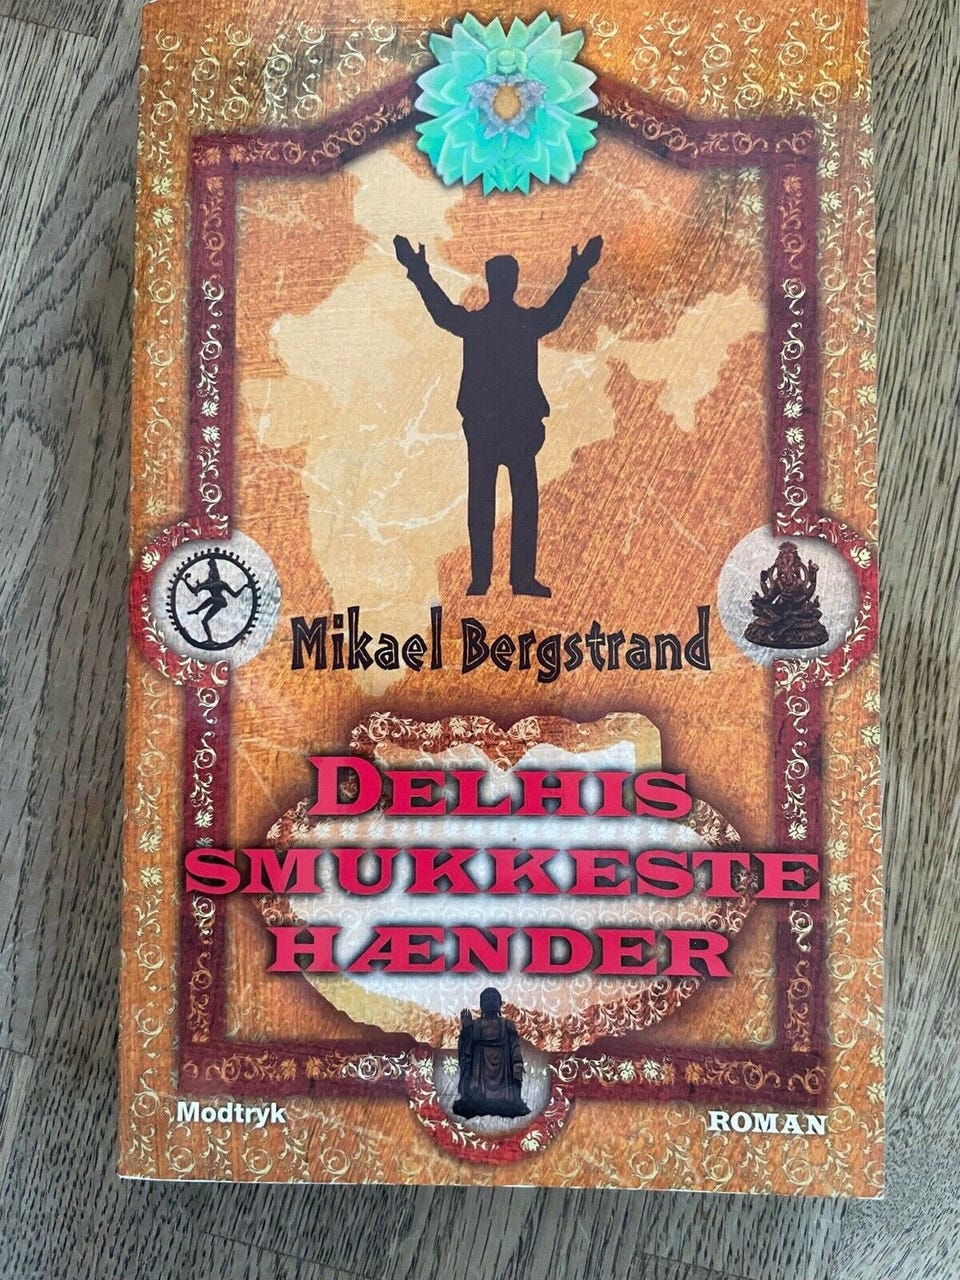 Mikael Bergstrand
DELHIS
SMUKKESTE
HÆNDER
Modtryk
ROMAN